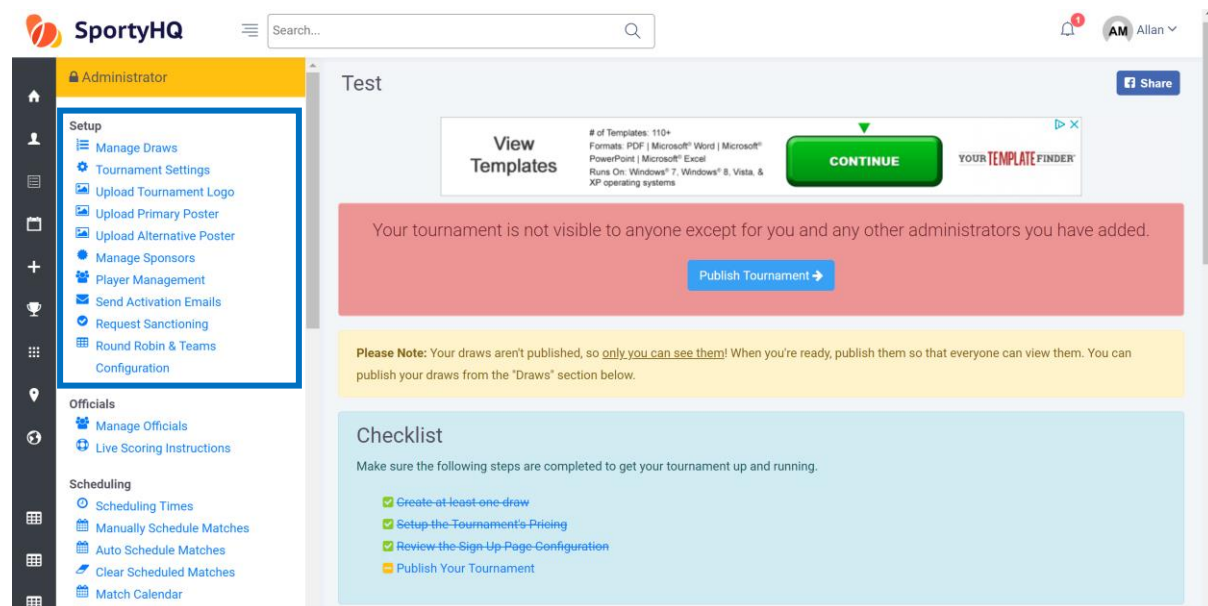 SportyHQ
Search...
1
AM Allan
Administrator
Setup
Manage Draws
Tournament Settings
Upload Tournament Logo
Upload Primary Poster
Upload Alternative Poster
Manage Sponsors
Player Management
Send Activation Emails
Request Sanctioning
Round Robin & Teams
Configuration
Officials
Manage Officials
Live Scoring Instructions
Scheduling
Scheduling Times
Manually Schedule Matches
Auto Schedule Matches
Clear Scheduled Matches
Match Calendar
Test
Share
View
Templates
# of Templates: 110+
Formats: PDF | Microsoft® Word | Microsoft®
PowerPoint | Microsoft® Excel
Runs On: Windows® 7, Windows® 8, Vista, &
XP operating systems
CONTINUE
YOUR TEMPLATE FINDER
Your tournament is not visible to anyone except for you and any other administrators you have added.
Publish Tournament
Please Note: Your draws aren't published, so only you can see them! When you're ready, publish them so that everyone can view them. You can
publish your draws from the "Draws" section below.
Checklist
Make sure the following steps are completed to get your tournament up and running.
Create at least one draw
Setup the Tournament's Pricing
Review the Sign Up Page Configuration
Publish Your Tournament